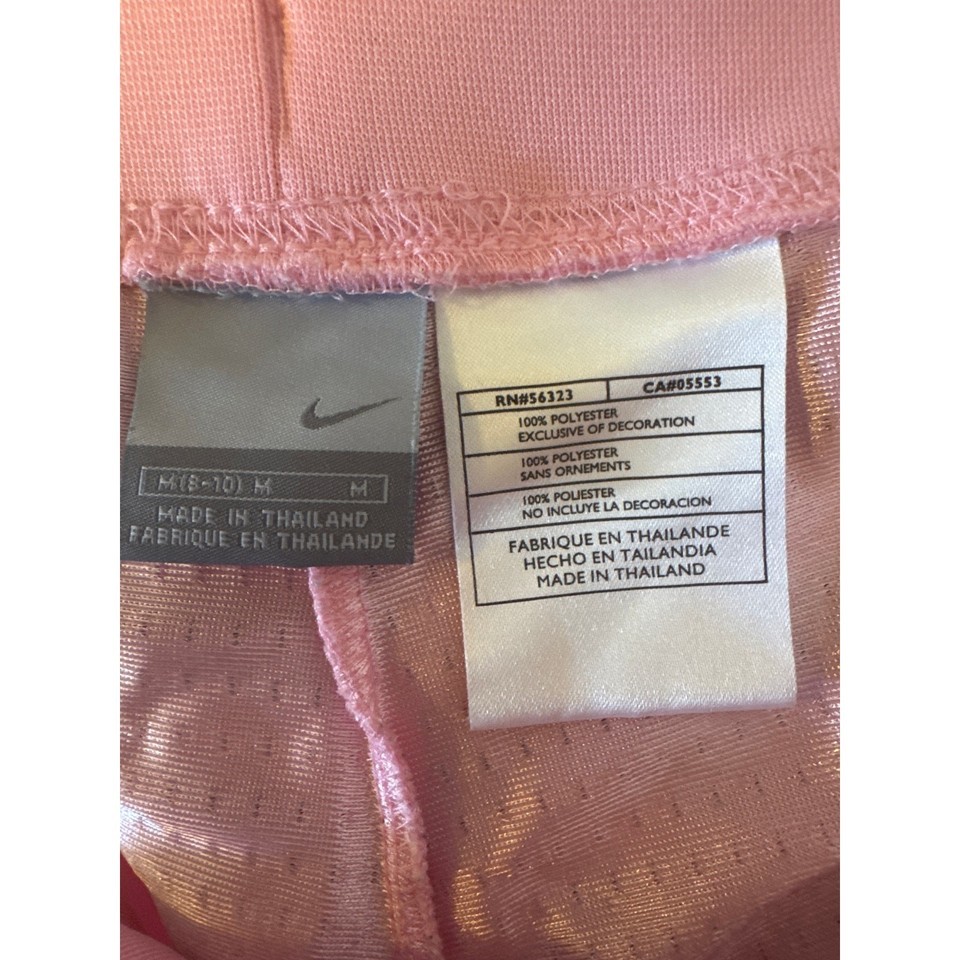 M(8-10) M M
MADE IN THAILAND
FABRIQUE EN THAILANDE
RN#56323 CA#05553
100% POLYESTER
EXCLUSIVE OF DECORATION
100% POLYESTER
SANS ORNEMENTS
100% POLIESTER
NO INCLUYE LA DECORACION
FABRIQUE EN THAILANDE
HECHO EN TAILANDIA
MADE IN THAILAND